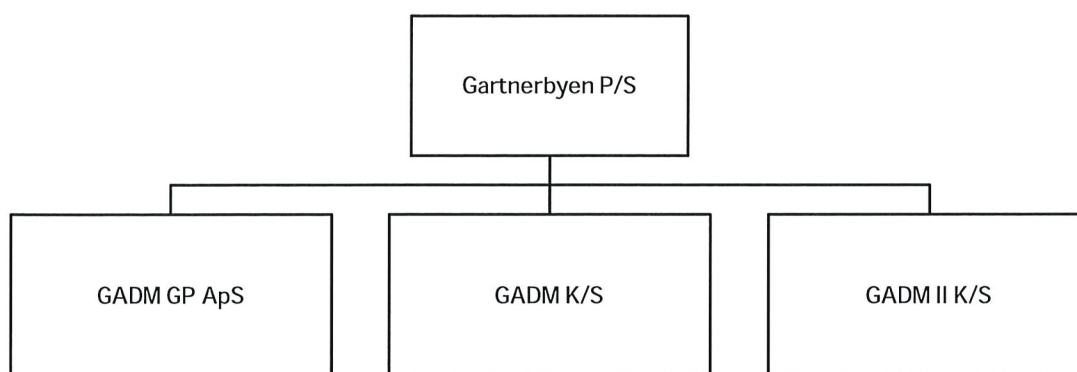 Gartnerbyen P/S
GADM GP ApS
GADM K/S
GADM II K/S